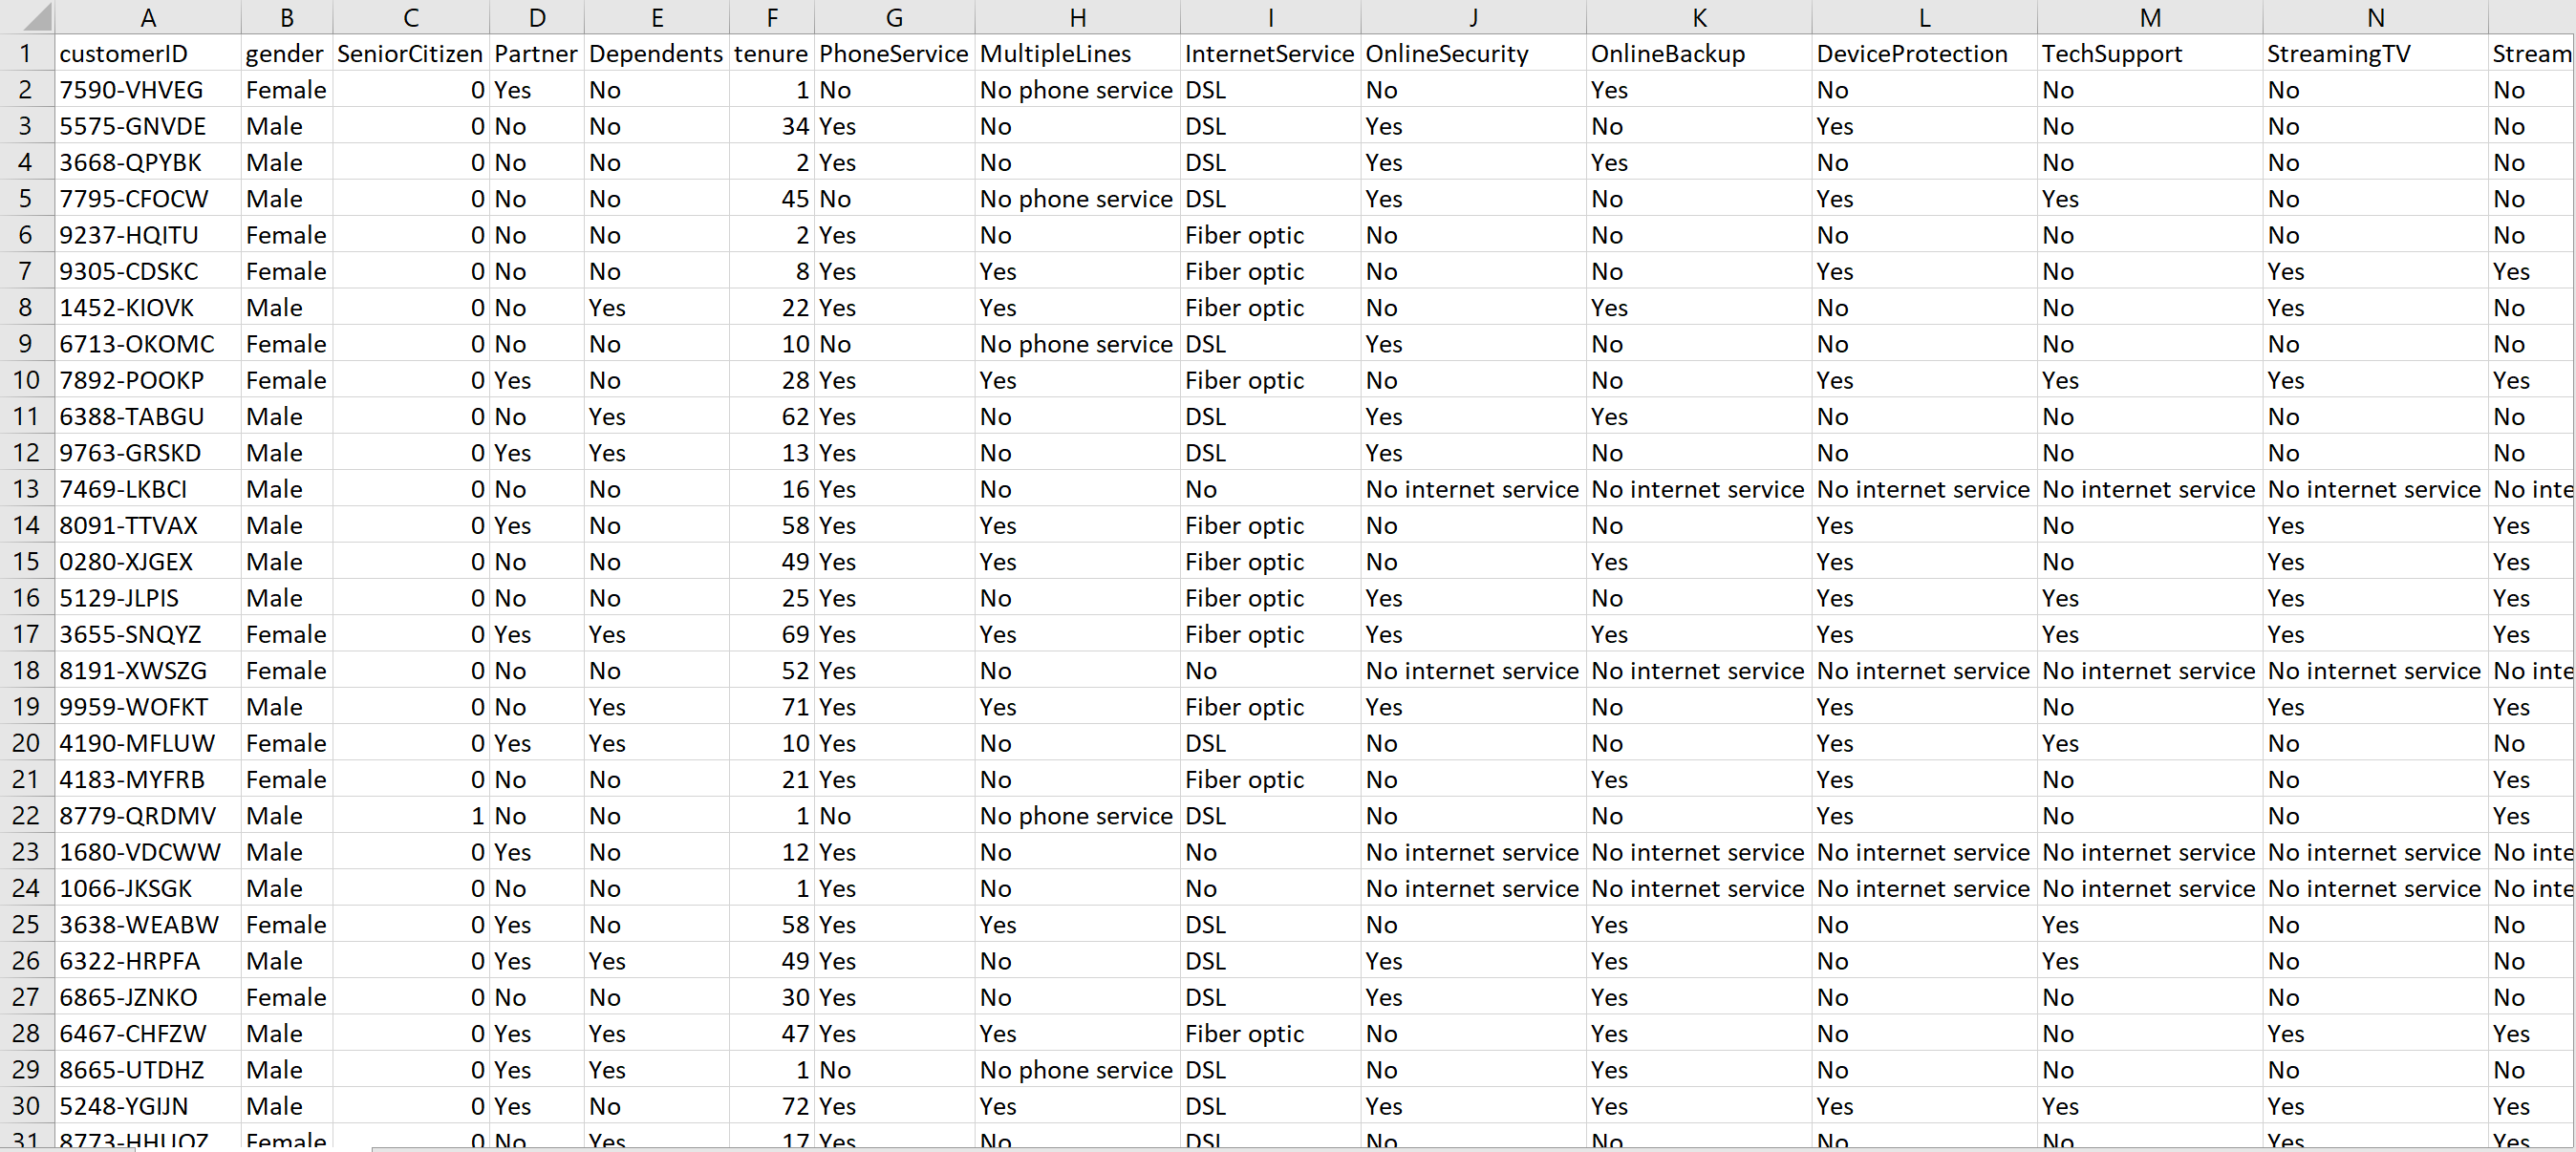 A B C D E F G H I J K L M N
1 customerID gender SeniorCitizen Partner Dependents tenure PhoneService MultipleLines InternetService OnlineSecurity OnlineBackup DeviceProtection TechSupport StreamingTV Stream
2 7590-VHVEG Female 0 Yes No 1 No No phone service DSL No Yes No No No No
3 5575-GNVDE Male 0 No No 34 Yes No DSL Yes No Yes No No No
4 3668-QPYBK Male 0 No No 2 Yes No DSL Yes Yes No No No No
5 7795-CFOCW Male 0 No No 45 No No phone service DSL Yes No Yes Yes No No
6 9237-HQITU Female 0 No No 2 Yes No Fiber optic No No No No No No
7 9305-CDSKC Female 0 No No 8 Yes Yes Fiber optic No No Yes No Yes Yes
8 1452-KIOVK Male 0 No Yes 22 Yes Yes Fiber optic No Yes No No Yes No
9 6713-OKOMC Female 0 No No 10 No No phone service DSL Yes No No No No No
10 7892-POOKP Female 0 Yes No 28 Yes Yes Fiber optic No No Yes Yes Yes Yes
11 6388-TABGU Male 0 No Yes 62 Yes No DSL Yes Yes No No No No
12 9763-GRSKD Male 0 Yes Yes 13 Yes No DSL Yes No No No No No
13 7469-LKBCI Male 0 No No 16 Yes No No No internet service No internet service No internet service No internet service No internet service No inte
14 8091-TTVAX Male 0 Yes No 58 Yes Yes Fiber optic No No Yes No Yes Yes
15 0280-XJGEX Male 0 No No 49 Yes Yes Fiber optic No Yes Yes No Yes Yes
16 5129-JLPIS Male 0 No No 25 Yes No Fiber optic Yes No Yes Yes Yes Yes
17 3655-SNQYZ Female 0 Yes Yes 69 Yes Yes Fiber optic Yes Yes Yes Yes Yes Yes
18 8191-XWSZG Female 0 No No 52 Yes No No No internet service No internet service No internet service No internet service No internet service No inte
19 9959-WOFKT Male 0 No Yes 71 Yes Yes Fiber optic Yes No Yes No Yes Yes
20 4190-MFLUW Female 0 Yes Yes 10 Yes No DSL No No Yes Yes No No
21 4183-MYFRB Female 0 No No 21 Yes No Fiber optic No Yes Yes No No Yes
22 8779-QRDMV Male 1 No No 1 No No phone service DSL No No Yes No No Yes
23 1680-VDCWW Male 0 Yes No 12 Yes No No No internet service No internet service No internet service No internet service No internet service No inte
24 1066-JKSGK Male 0 No No 1 Yes No No No internet service No internet service No internet service No internet service No internet service No inte
25 3638-WEABW Female 0 Yes No 58 Yes Yes DSL No Yes No Yes No No
26 6322-HRPFA Male 0 Yes Yes 49 Yes No DSL Yes Yes No Yes No No
27 6865-JZNKO Female 0 No No 30 Yes No DSL Yes Yes No No No No
28 6467-CHFZW Male 0 Yes Yes 47 Yes Yes Fiber optic No Yes No No Yes Yes
29 8665-UTDHZ Male 0 Yes Yes 1 No No phone service DSL No Yes No No No No
30 5248-YGIJN Male 0 Yes No 72 Yes Yes DSL Yes Yes Yes Yes Yes Yes
31 8773-HHUOZ Female 0 No Yes 17 Yes No DSL No No No No Yes Yes